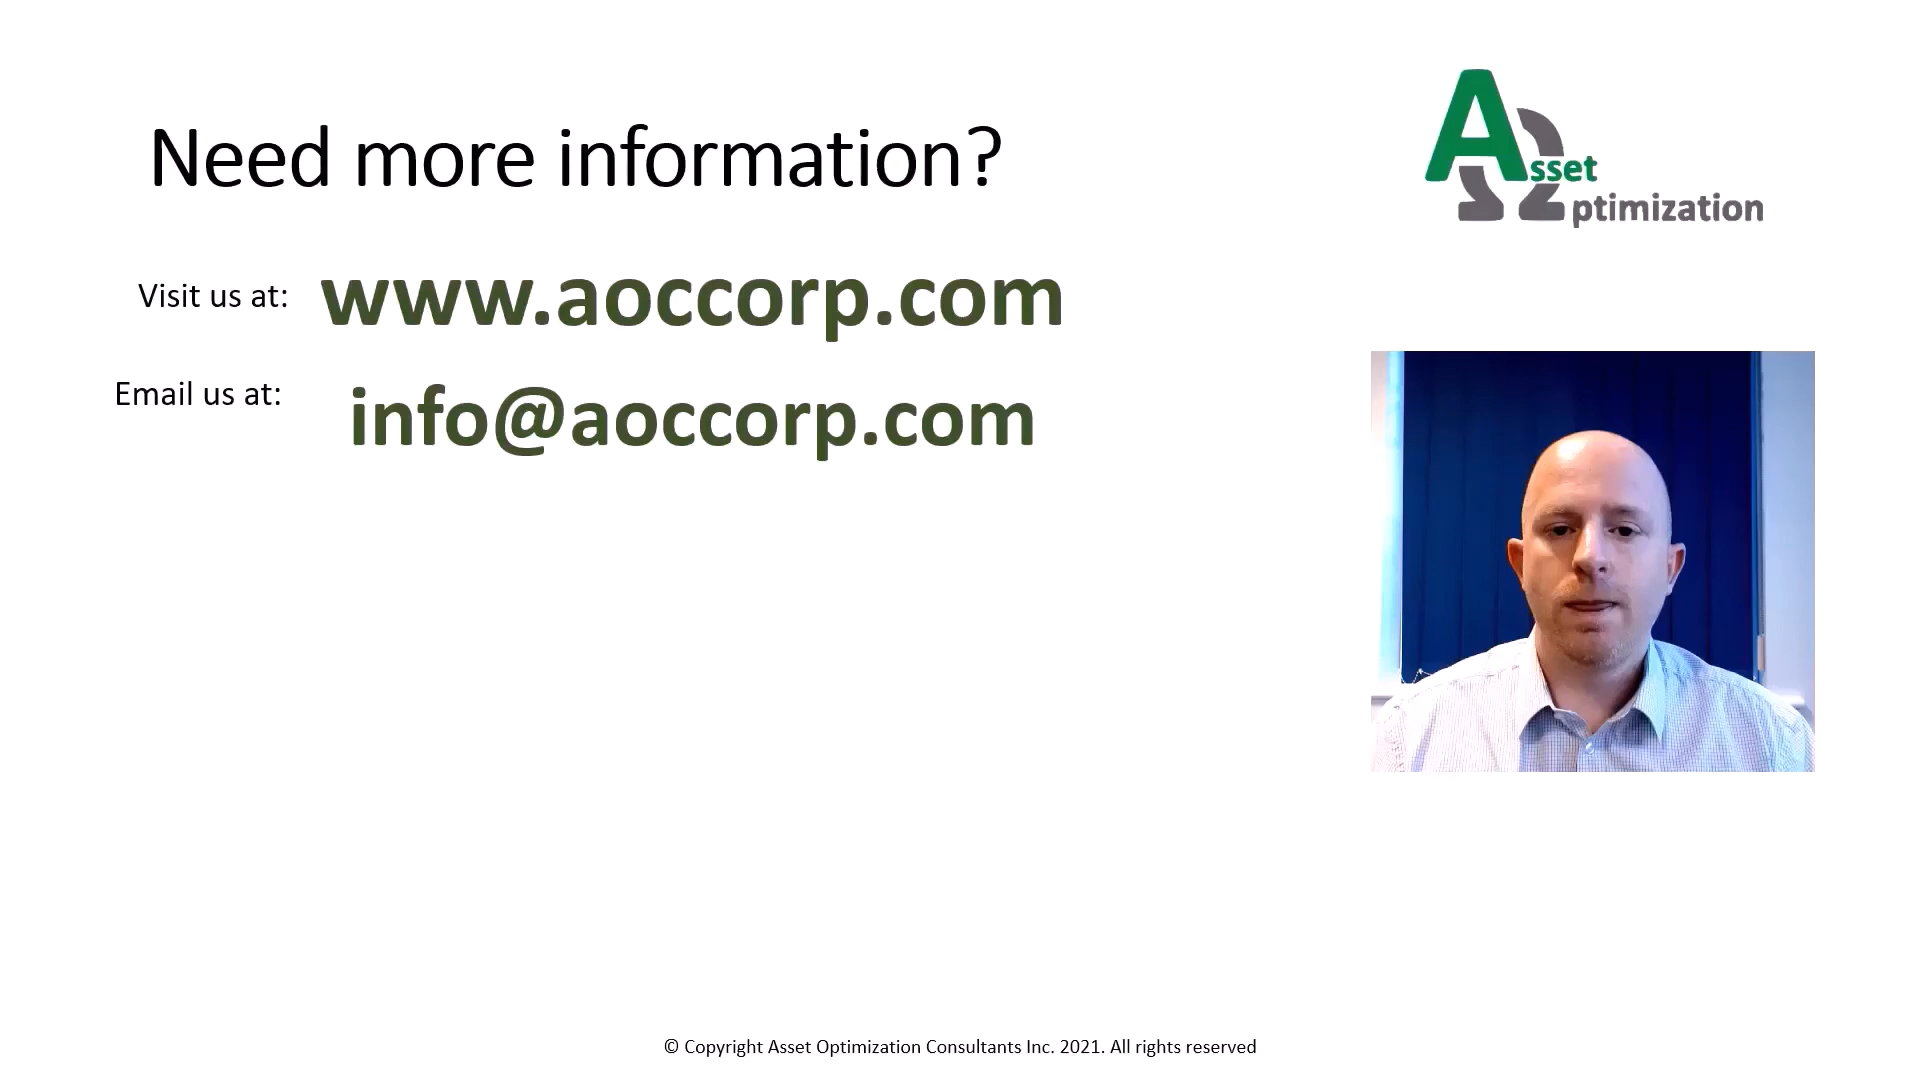 Need more information?
Asset
Optimization
Visit us at: www.aoccorp.com
Email us at: info@aoccorp.com
© Copyright Asset Optimization Consultants Inc. 2021. All rights reserved